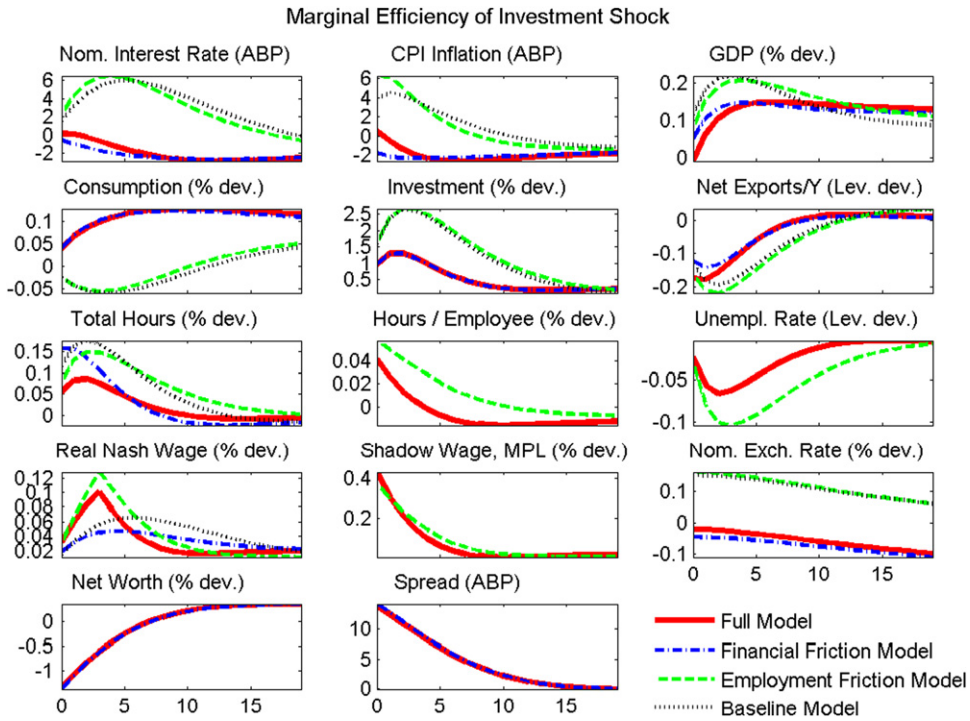 Marginal Efficiency of Investment Shock
Nom. Interest Rate (ABP)
6
4
2
0
-2
CPI Inflation (ABP)
6
4
2
0
-2
GDP (% dev.)
0.2
0.1
0
Consumption (% dev.)
0.1
0.05
0
-0.05
Investment (% dev.)
2.5
2
1.5
1
0.5
Net Exports/Y (Lev. dev.)
0
-0.1
-0.2
Total Hours (% dev.)
0.15
0.1
0.05
0
Hours / Employee (% dev.)
0.04
0.02
0
Unempl. Rate (Lev. dev.)
-0.05
-0.1
Real Nash Wage (% dev.)
0.12
0.1
0.08
0.06
0.04
0.02
Shadow Wage, MPL (% dev.)
0.4
0.2
Nom. Exch. Rate (% dev.)
0.1
0
-0.1
0 5 10 15
Net Worth (% dev.)
0
-0.5
-1
0 5 10 15
Spread (ABP)
10
5
0
0 5 10 15
Full Model
Financial Friction Model
Employment Friction Model
Baseline Model